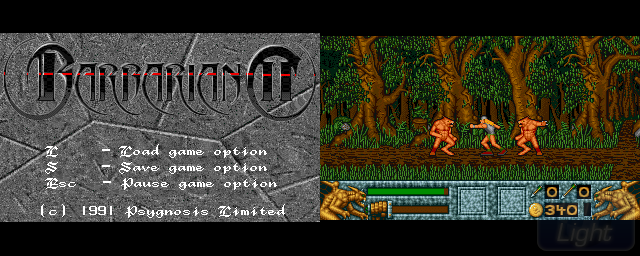 BARBARIAN II
L - Load game option
S - Save game option
Esc - Pause game option
(c) 1991 Psygnosis Limited
0 0
340
Light